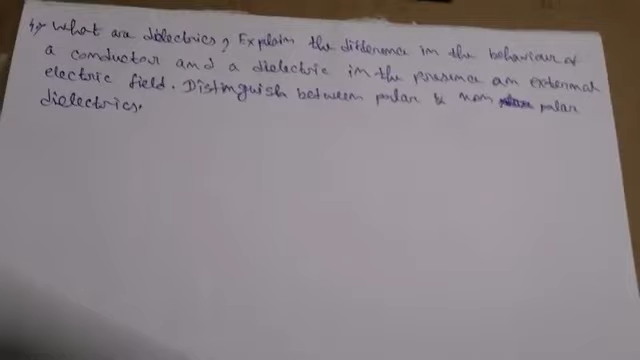 4, What are dielectrics, Explain the difference in the behaviour of
a conductor and a dielectric in the presence an external
electric field. Distinguish between polar & non polar
dielectrics.